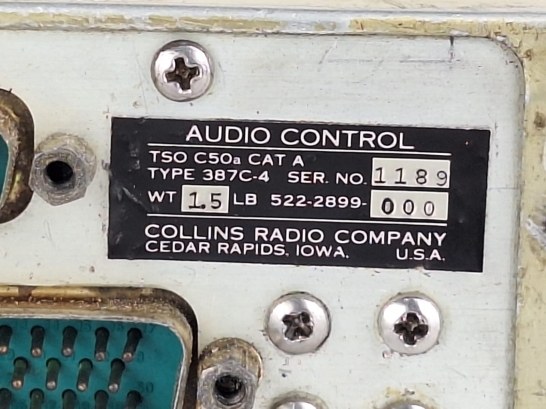 AUDIO CONTROL
TSO C50a CAT A
TYPE 387C-4 SER. NO. 1189
WT 1.5 LB 522-2899-000
COLLINS RADIO COMPANY
CEDAR RAPIDS, IOWA. U.S.A.